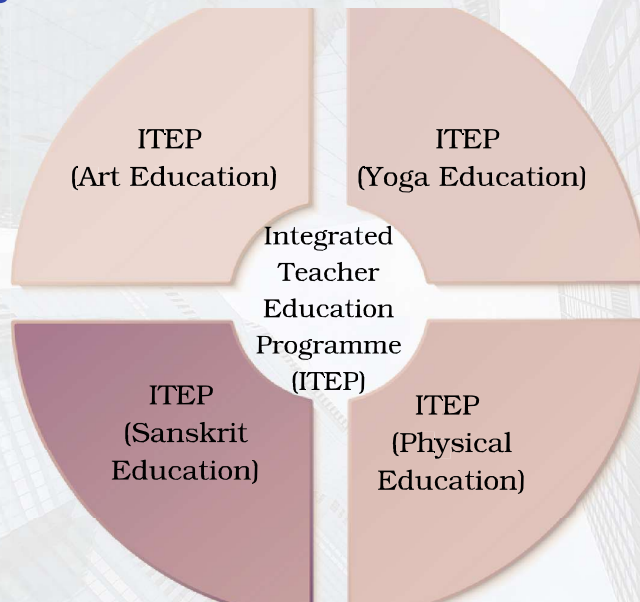 ITEP
(Art Education)
ITEP
(Yoga Education)
Integrated
Teacher
Education
Programme
(ITEP)
ITEP
(Sanskrit
Education)
ITEP
(Physical
Education)